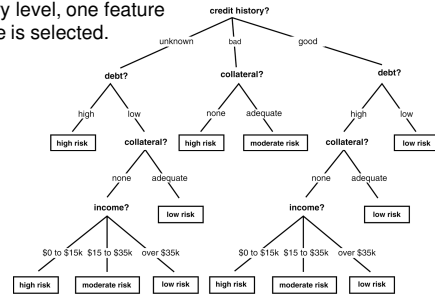 y level, one feature
e is selected.
credit history?
unknown bad good
debt? collateral? debt?
high low none adequate high low
high risk collateral? high risk moderate risk collateral? low risk
none adequate none adequate
income? low risk income? low risk
$0 to $15k $15 to $35k over $35k $0 to $15k $15 to $35k over $35k
high risk moderate risk low risk high risk moderate risk low risk